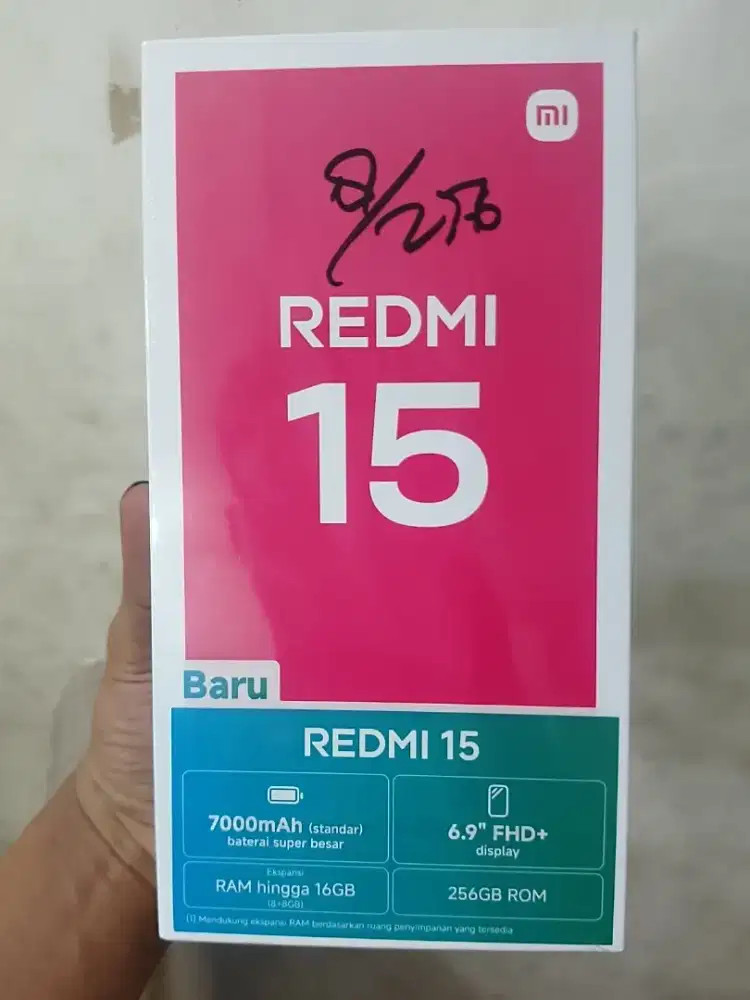 mi
8/256
REDMI
15
Baru
REDMI 15
7000mAh (standar)
baterai super besar
6.9" FHD+
display
Ekspansi
RAM hingga 16GB
(8+8GB)
256GB ROM
(1) Mendukung ekspansi RAM berdasarkan ruang penyimpanan yang tersedia